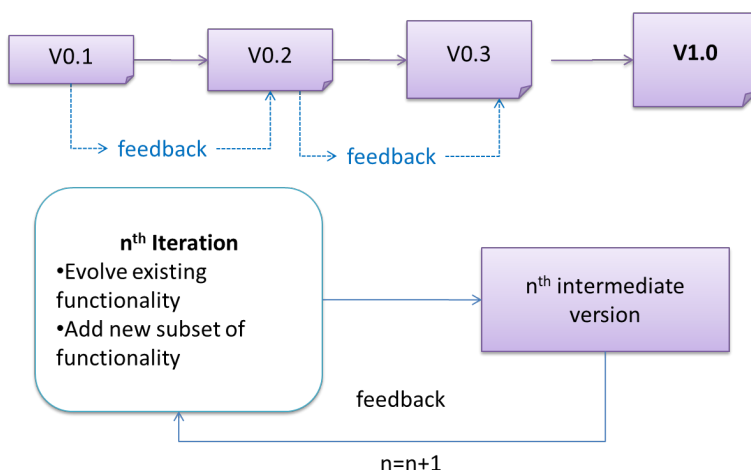 V0.1
V0.2
V0.3
V1.0
feedback
feedback
nth Iteration
•Evolve existing
functionality
•Add new subset of
functionality
nth intermediate
version
feedback
n=n+1